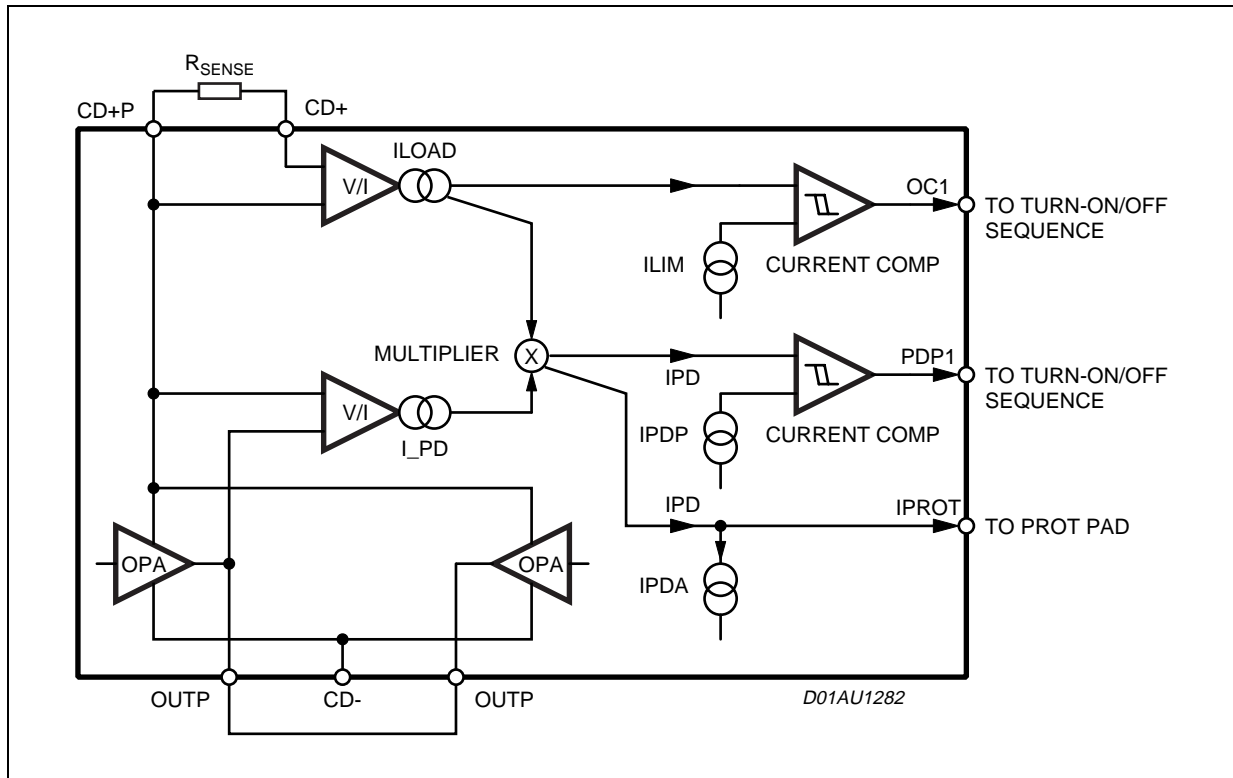 RSENSE
CD+P
CD+
ILOAD
V/I
OC1
TO TURN-ON/OFF
SEQUENCE
ILIM
CURRENT COMP
MULTIPLIER
X
IPD
PDP1
TO TURN-ON/OFF
SEQUENCE
V/I
I_PD
IPDP
CURRENT COMP
IPD
IPROT
TO PROT PAD
OPA
OPA
IPDA
OUTP
CD-
OUTP
D01AU1282